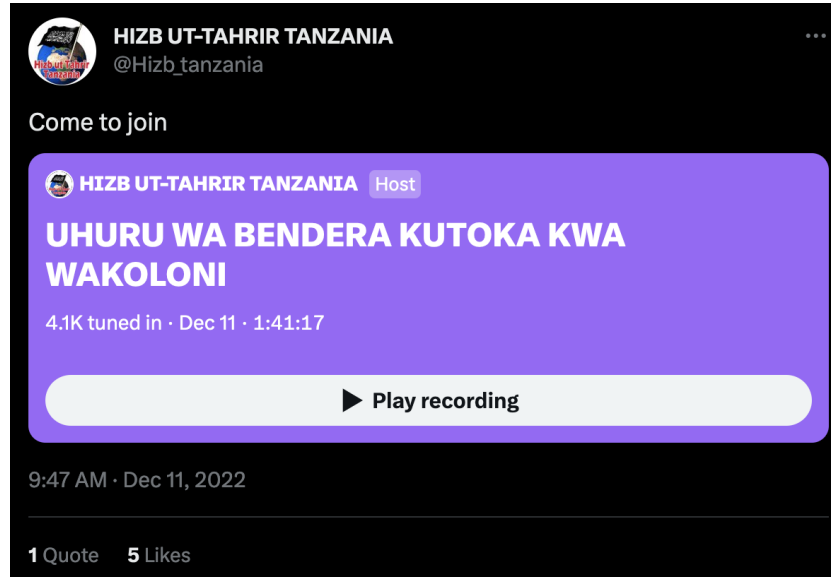 HIZB UT-TAHRIR TANZANIA
@Hizb_tanzania
Come to join
HIZB UT-TAHRIR TANZANIA Host
UHURU WA BENDERA KUTOKA KWA
WAKOLONI
4.1K tuned in · Dec 11 · 1:41:17
Play recording
9:47 AM · Dec 11, 2022
1 Quote 5 Likes